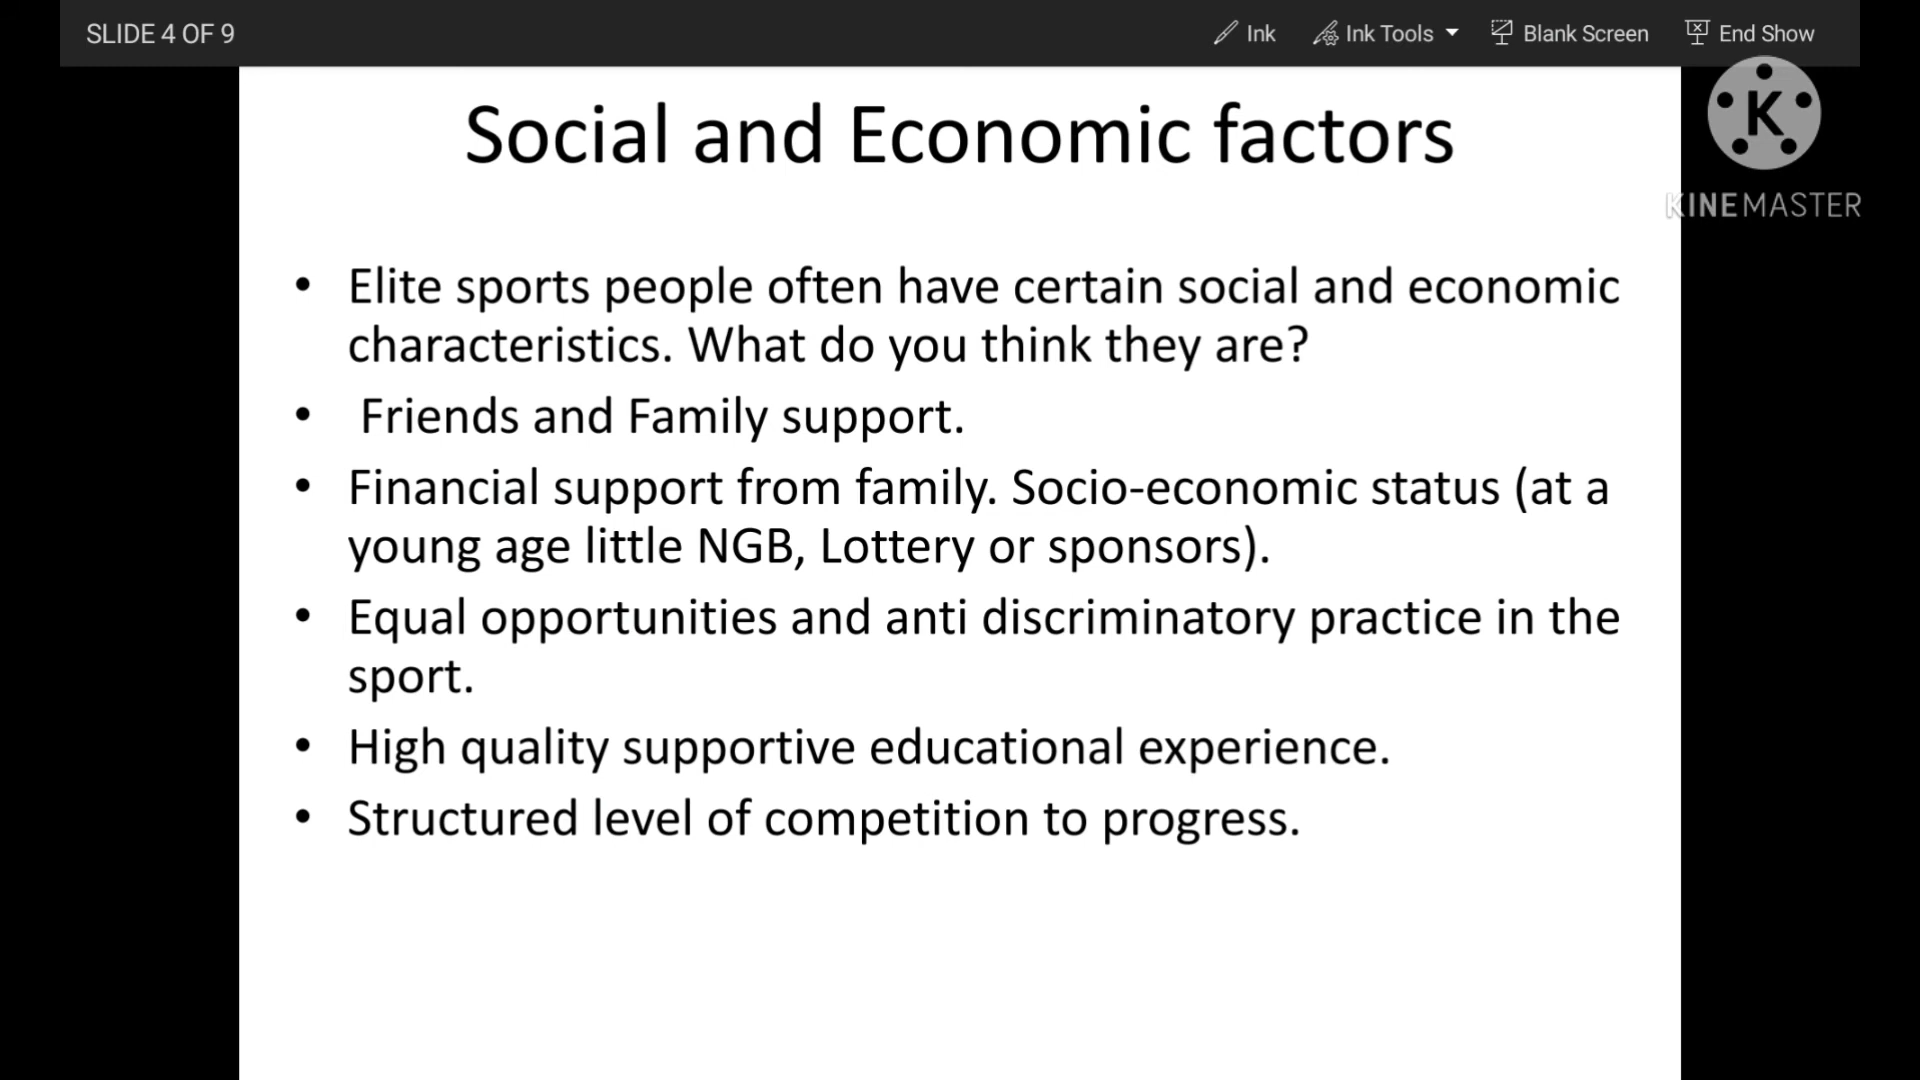 SLIDE 4 OF 9
Ink
Ink Tools
Blank Screen
End Show
K
KINEMASTER
Social and Economic factors
• Elite sports people often have certain social and economic
characteristics. What do you think they are?
• Friends and Family support.
• Financial support from family. Socio-economic status (at a
young age little NGB, Lottery or sponsors).
• Equal opportunities and anti discriminatory practice in the
sport.
• High quality supportive educational experience.
• Structured level of competition to progress.